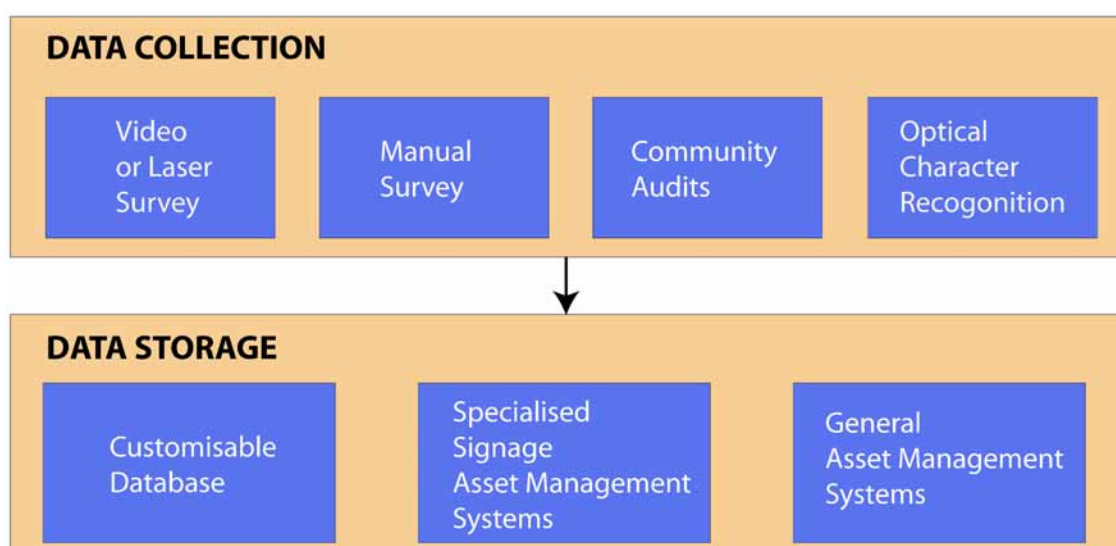 DATA COLLECTION
Video
or Laser
Survey
Manual
Survey
Community
Audits
Optical
Character
Recogonition
DATA STORAGE
Customisable
Database
Specialised
Signage
Asset Management
Systems
General
Asset Management
Systems